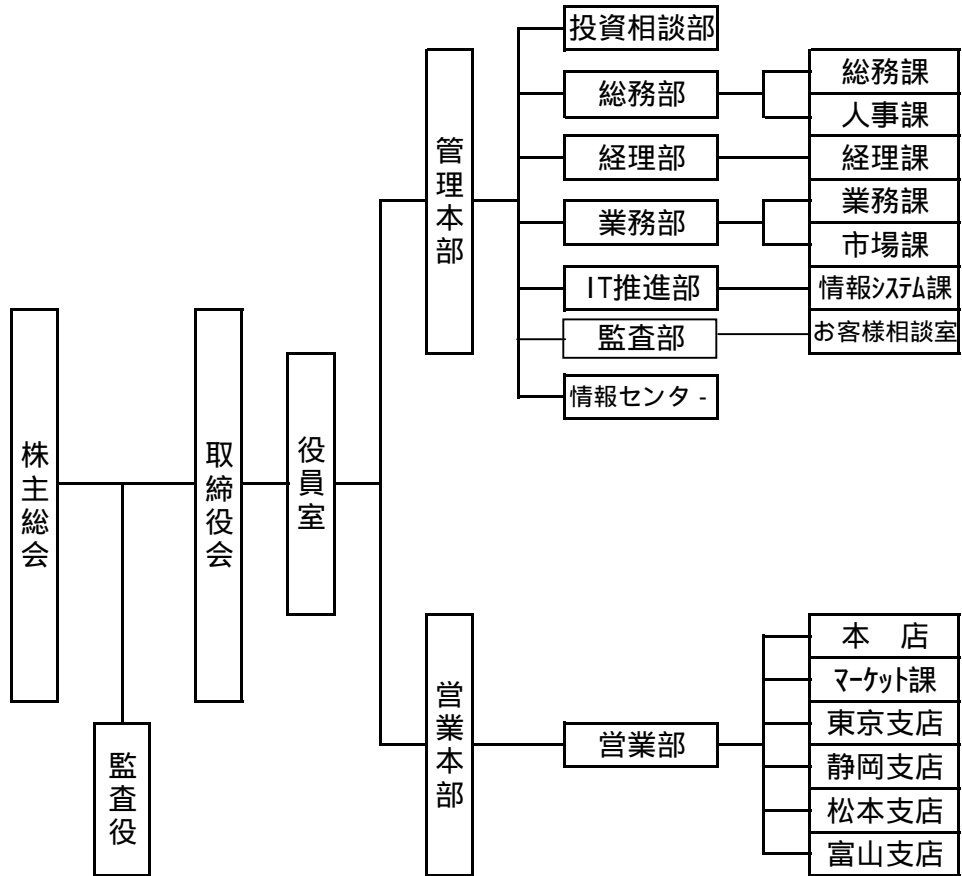 株主総会
監査役
取締役会
役員室
管理本部
投資相談部
総務部
総務課
人事課
経理部
経理課
業務部
業務課
市場課
IT推進部
情報ｼｽﾃﾑ課
監査部
お客様相談室
情報センタ-
営業本部
営業部
本　店
ﾏｰｹｯﾄ課
東京支店
静岡支店
松本支店
富山支店